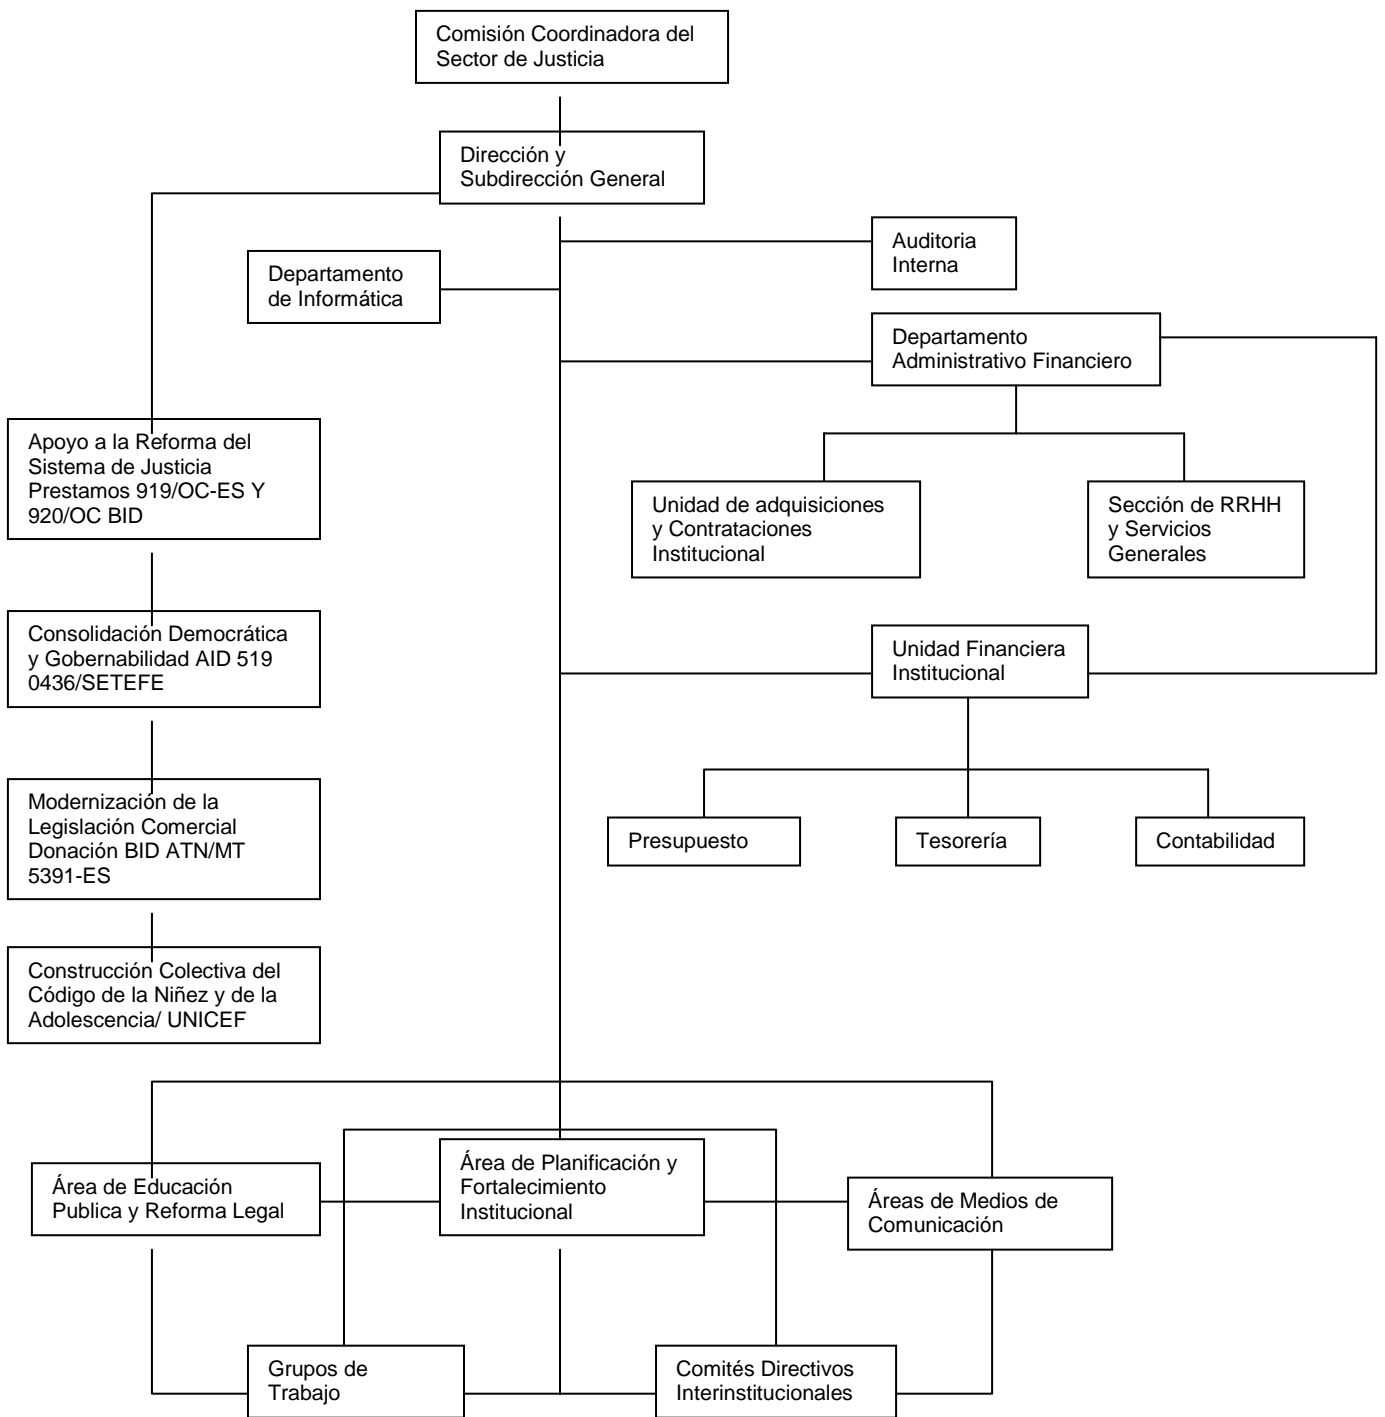 Comisión Coordinadora del
Sector de Justicia
Dirección y
Subdirección General
Auditoria
Interna
Departamento
de Informática
Departamento
Administrativo Financiero
Apoyo a la Reforma del
Sistema de Justicia
Prestamos 919/OC-ES Y
920/OC BID
Unidad de adquisiciones
y Contrataciones
Institucional
Sección de RRHH
y Servicios
Generales
Consolidación Democrática
y Gobernabilidad AID 519
0436/SETEFE
Unidad Financiera
Institucional
Modernización de la
Legislación Comercial
Donación BID ATN/MT
5391-ES
Presupuesto
Tesorería
Contabilidad
Construcción Colectiva del
Código de la Niñez y de la
Adolescencia/ UNICEF
Área de Educación
Publica y Reforma Legal
Área de Planificación y
Fortalecimiento
Institucional
Áreas de Medios de
Comunicación
Grupos de
Trabajo
Comités Directivos
Interinstitucionales